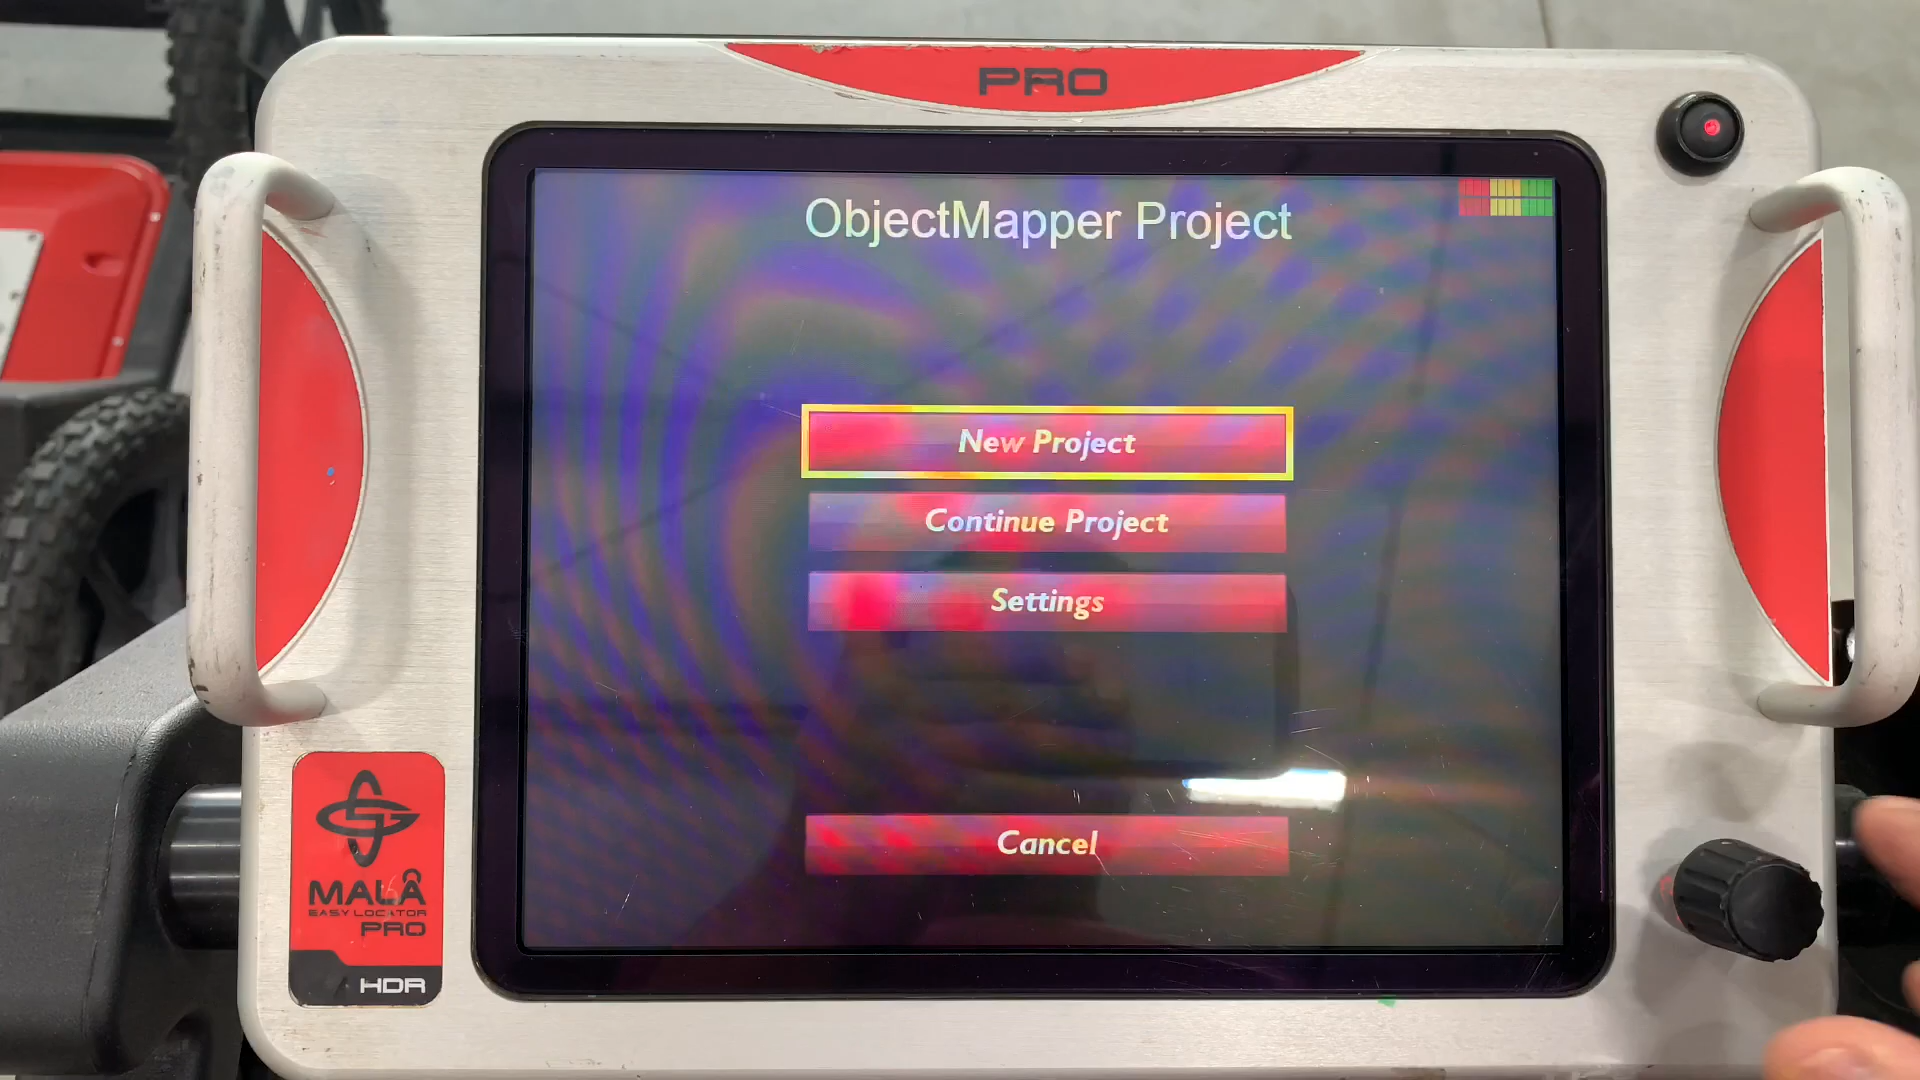 PRO
ObjectMapper Project
New Project
Continue Project
Settings
Cancel
MALÅ
EASY LOCATOR
PRO
HDR